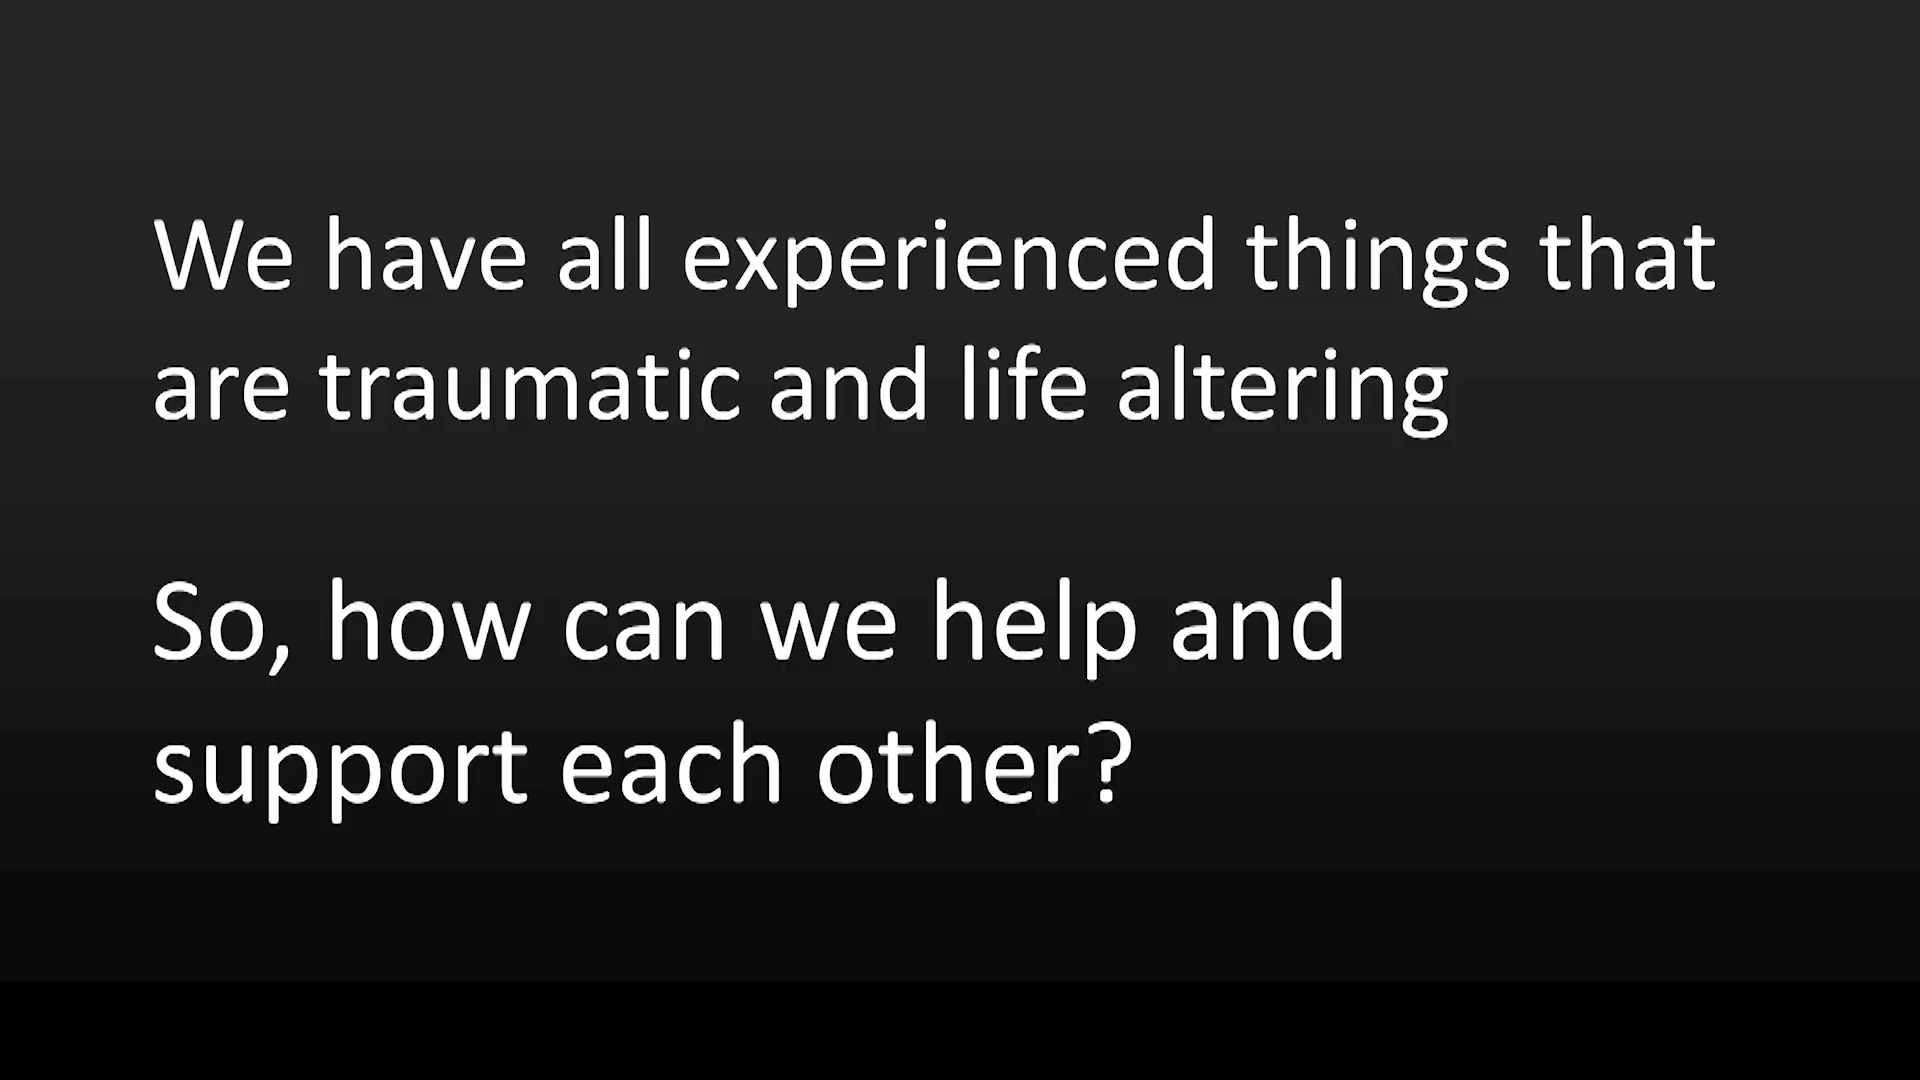 We have all experienced things that
are traumatic and life altering
So, how can we help and
support each other?